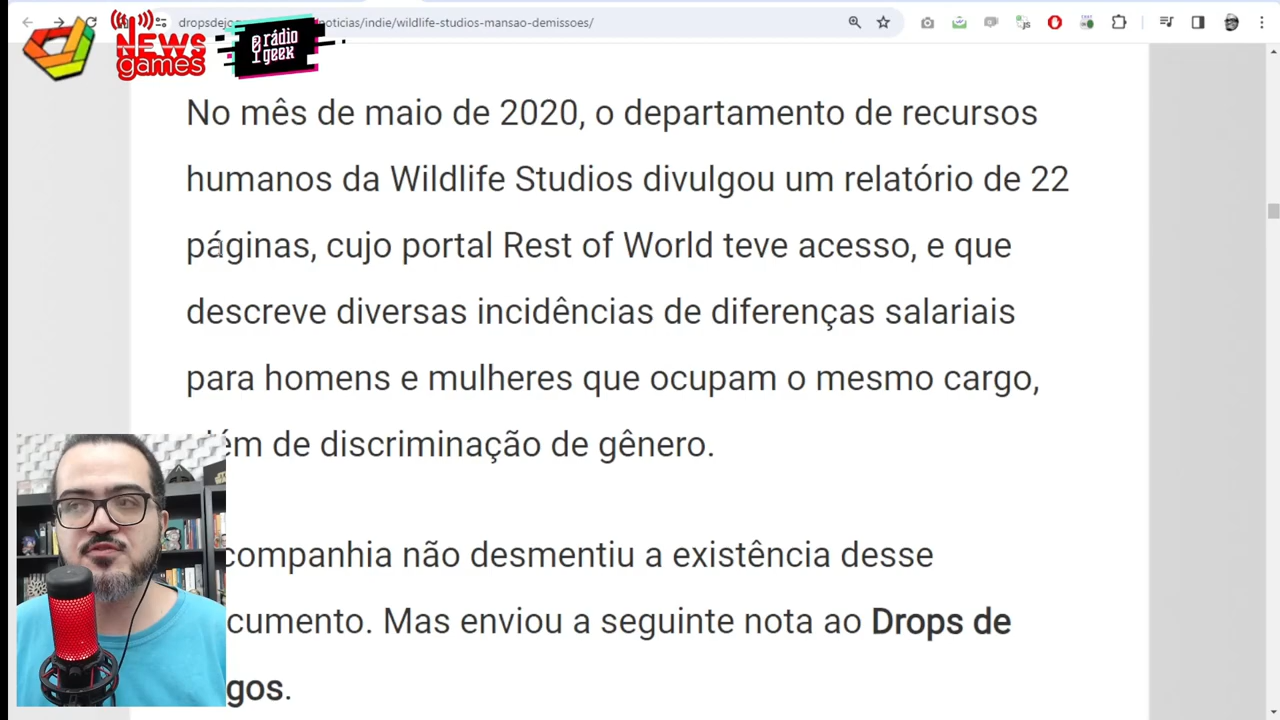 dropsdejo
noticias/indie/wildlife-studios-mansao-demissoes/
NEWS
games
rádio
geek
No mês de maio de 2020, o departamento de recursos
humanos da Wildlife Studios divulgou um relatório de 22
páginas, cujo portal Rest of World teve acesso, e que
descreve diversas incidências de diferenças salariais
para homens e mulheres que ocupam o mesmo cargo,
ém de discriminação de gênero.
companhia não desmentiu a existência desse
cumento. Mas enviou a seguinte nota ao Drops de
gos.